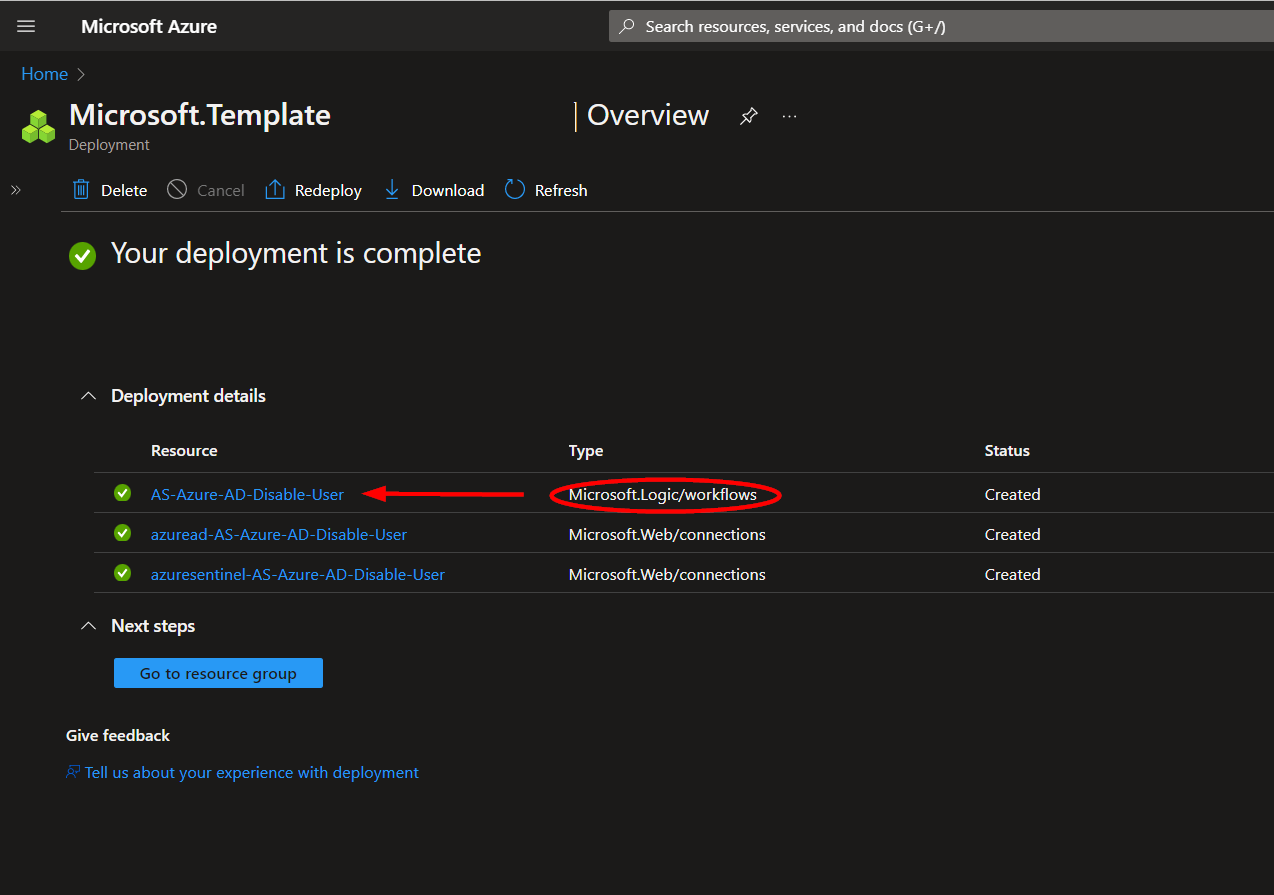 Microsoft Azure
Search resources, services, and docs (G+/)
Home
Microsoft.Template
| Overview
...
Deployment
Delete
Cancel
Redeploy
Download
Refresh
Your deployment is complete
Deployment details
Resource Type Status
AS-Azure-AD-Disable-User Microsoft.Logic/workflows Created
azuread-AS-Azure-AD-Disable-User Microsoft.Web/connections Created
azuresentinel-AS-Azure-AD-Disable-User Microsoft.Web/connections Created
Next steps
Go to resource group
Give feedback
Tell us about your experience with deployment